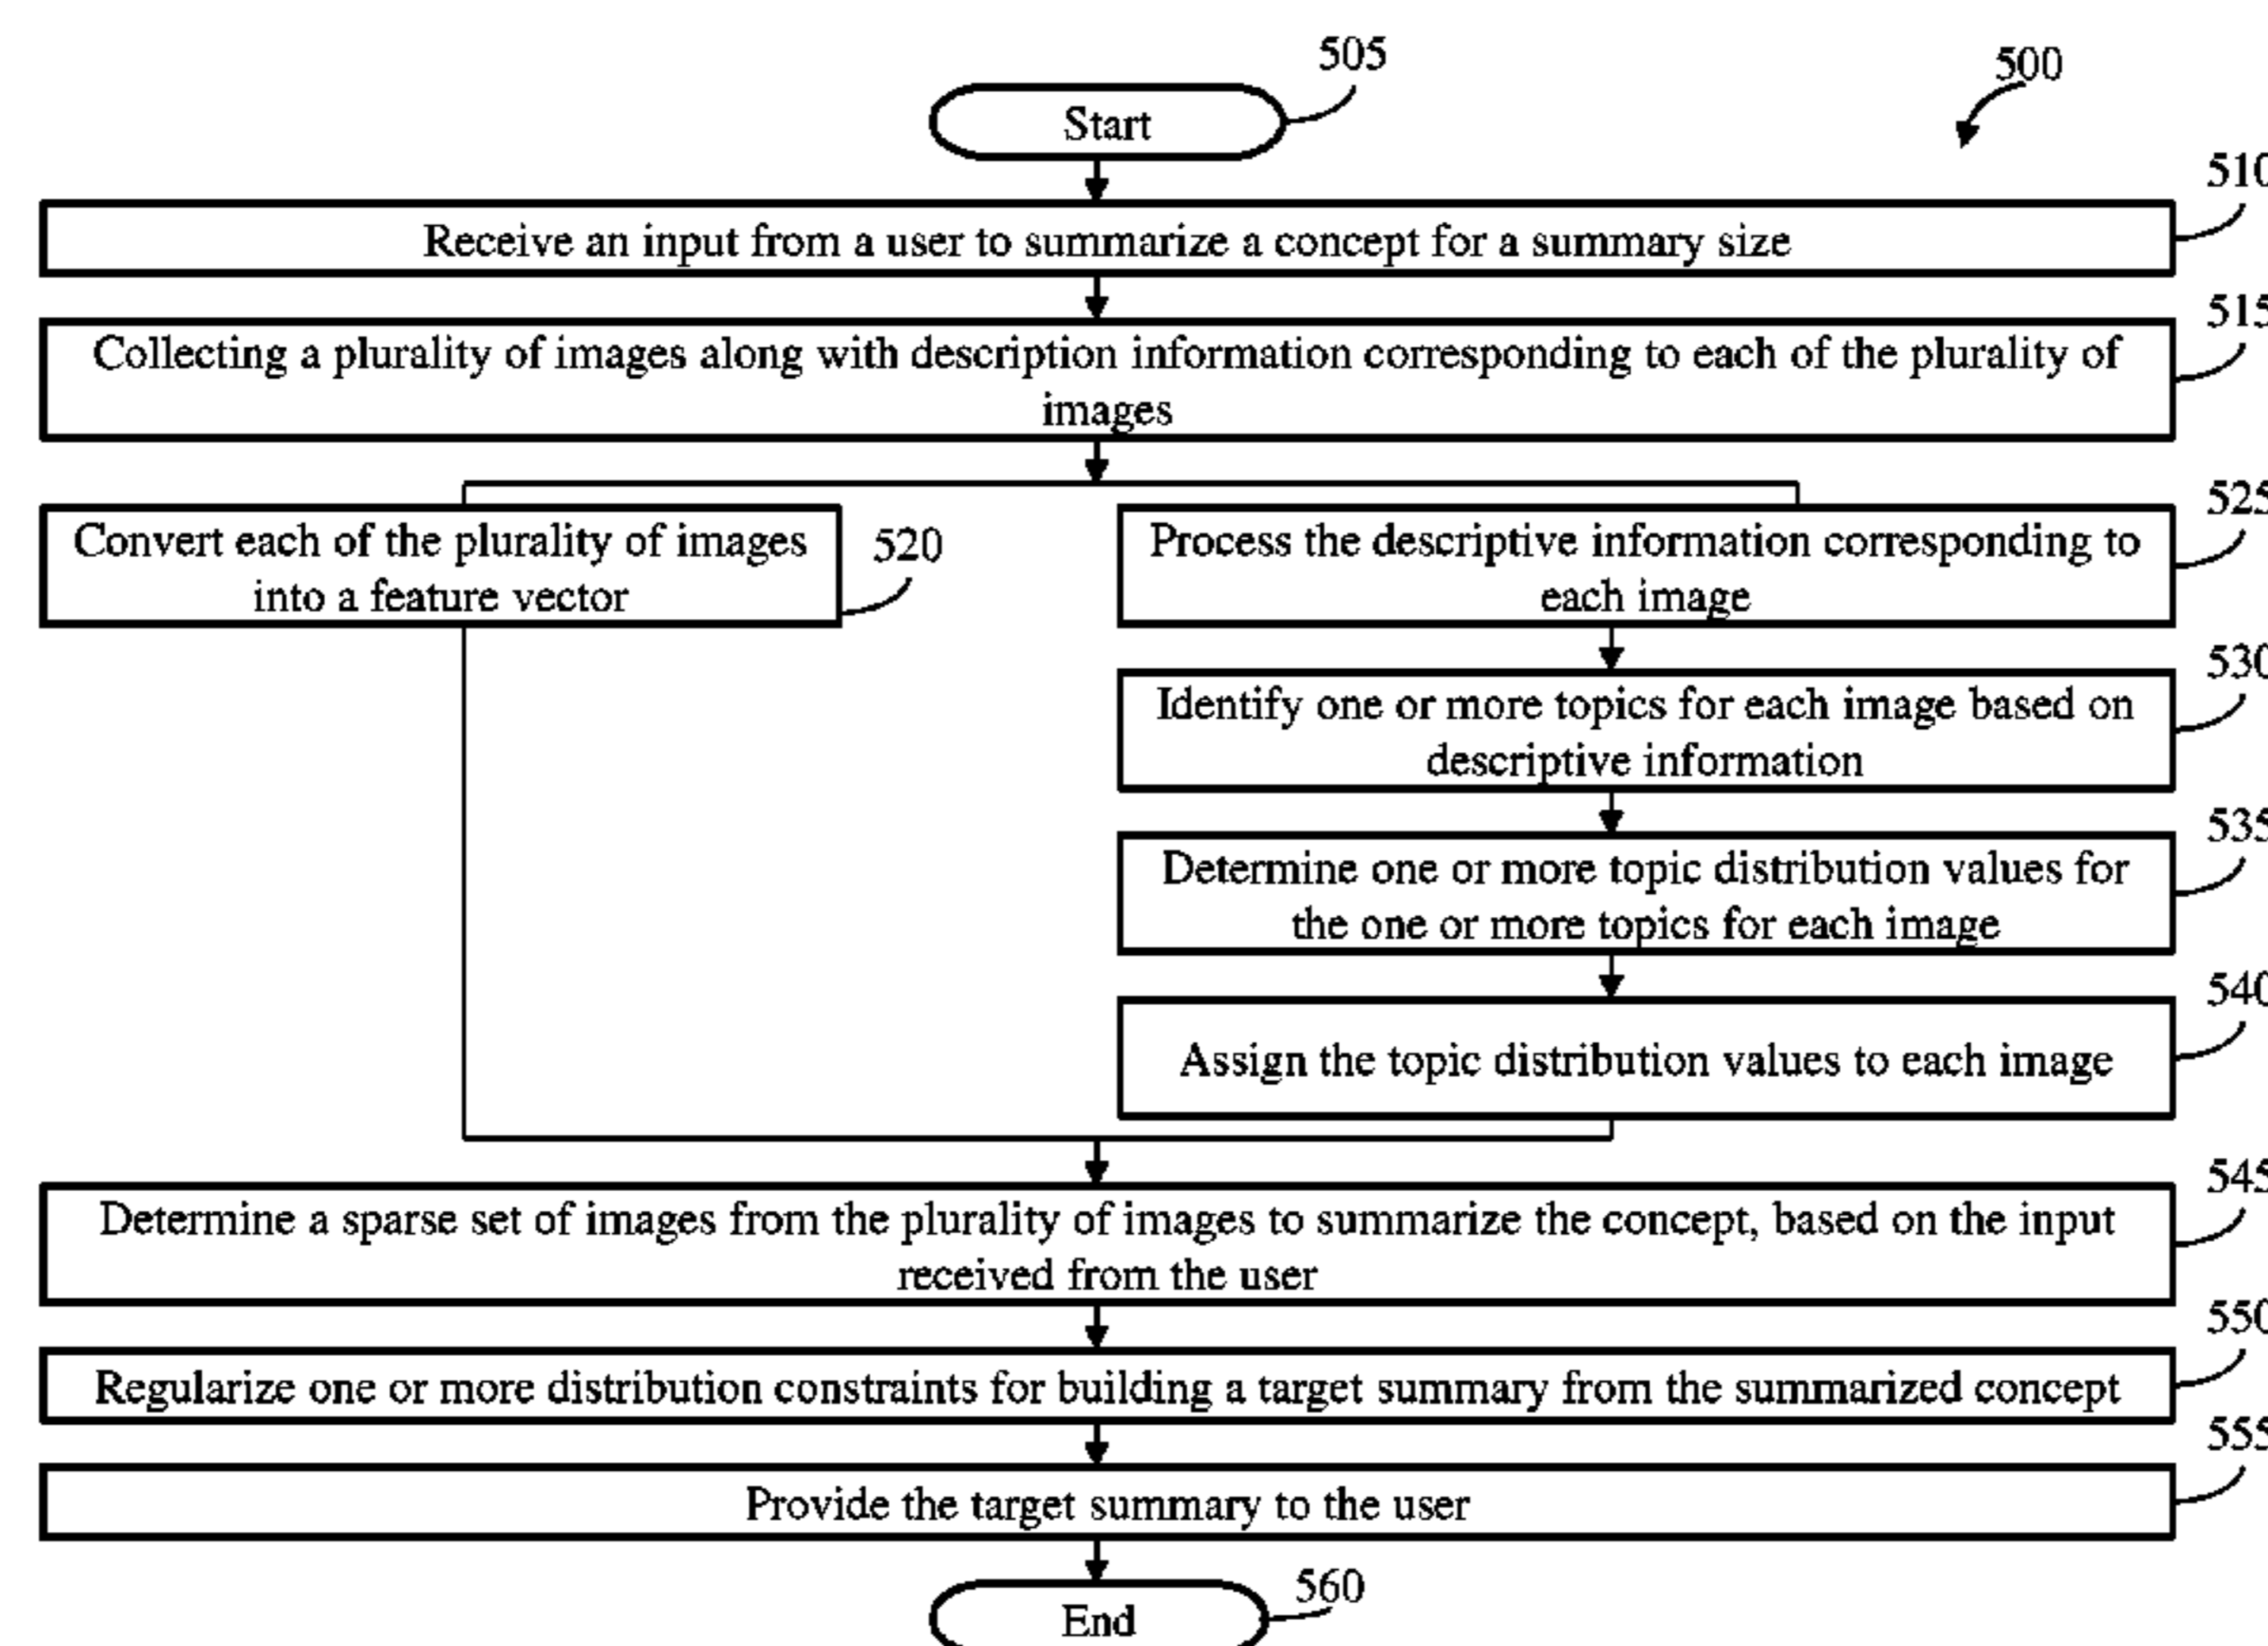 505
500
Start
510
Receive an input from a user to summarize a concept for a summary size
515
Collecting a plurality of images along with description information corresponding to each of the plurality of
images
525
Convert each of the plurality of images
into a feature vector
520
Process the descriptive information corresponding to
each image
530
Identify one or more topics for each image based on
descriptive information
535
Determine one or more topic distribution values for
the one or more topics for each image
540
Assign the topic distribution values to each image
545
Determine a sparse set of images from the plurality of images to summarize the concept, based on the input
received from the user
550
Regularize one or more distribution constraints for building a target summary from the summarized concept
555
Provide the target summary to the user
560
End